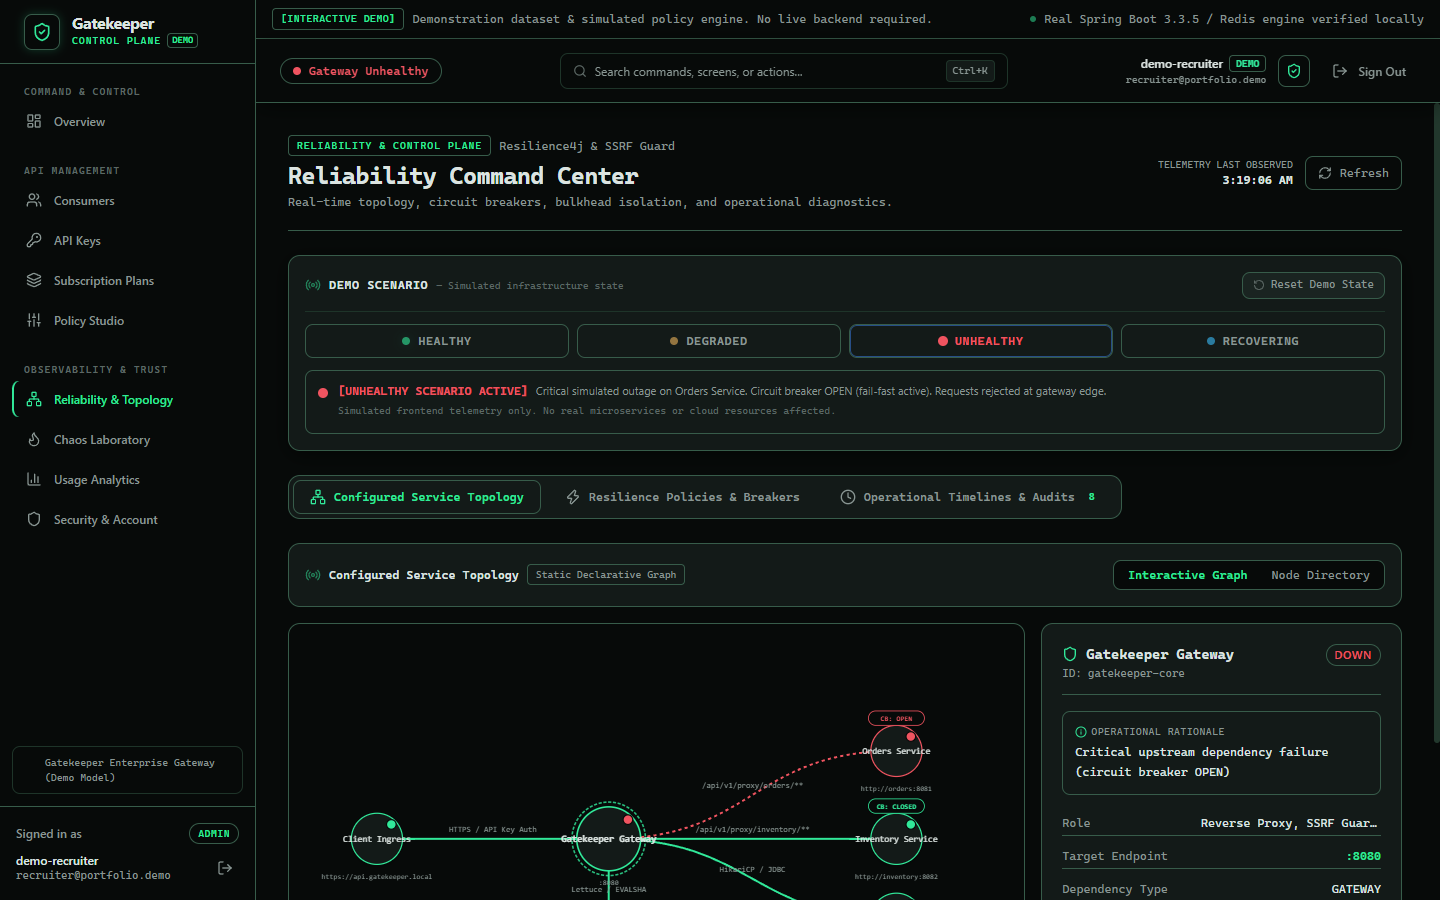 Gatekeeper
CONTROL PLANE DEMO
COMMAND & CONTROL
Overview
API MANAGEMENT
Consumers
API Keys
Subscription Plans
Policy Studio
OBSERVABILITY & TRUST
Reliability & Topology
Chaos Laboratory
Usage Analytics
Security & Account
Gatekeeper Enterprise Gateway
(Demo Model)
Signed in as ADMIN
demo-recruiter
recruiter@portfolio.demo
[INTERACTIVE DEMO] Demonstration dataset & simulated policy engine. No live backend required.
Real Spring Boot 3.3.5 / Redis engine verified locally
Gateway Unhealthy
Search commands, screens, or actions... Ctrl+K
demo-recruiter DEMO
recruiter@portfolio.demo
Sign Out
RELIABILITY & CONTROL PLANE Resilience4j & SSRF Guard
Reliability Command Center
Real-time topology, circuit breakers, bulkhead isolation, and operational diagnostics.
TELEMETRY LAST OBSERVED
3:19:06 AM
Refresh
DEMO SCENARIO — Simulated infrastructure state
Reset Demo State
HEALTHY
DEGRADED
UNHEALTHY
RECOVERING
[UNHEALTHY SCENARIO ACTIVE] Critical simulated outage on Orders Service. Circuit breaker OPEN (fail-fast active). Requests rejected at gateway edge.
Simulated frontend telemetry only. No real microservices or cloud resources affected.
Configured Service Topology
Resilience Policies & Breakers
Operational Timelines & Audits 8
Configured Service Topology Static Declarative Graph
Interactive Graph
Node Directory
CB: OPEN
Orders Service
http://orders:8081
/api/v1/proxy/orders/**
CB: CLOSED
HTTPS / API Key Auth
/api/v1/proxy/inventory/**
Client Ingress
Gatekeeper Gateway
Inventory Service
https://api.gatekeeper.local
http://inventory:8082
HikariCP / JDBC
:8080
Lettuce / EVALSHA
Gatekeeper Gateway DOWN
ID: gatekeeper-core
OPERATIONAL RATIONALE
Critical upstream dependency failure
(circuit breaker OPEN)
Role Reverse Proxy, SSRF Guar…
Target Endpoint :8080
Dependency Type GATEWAY